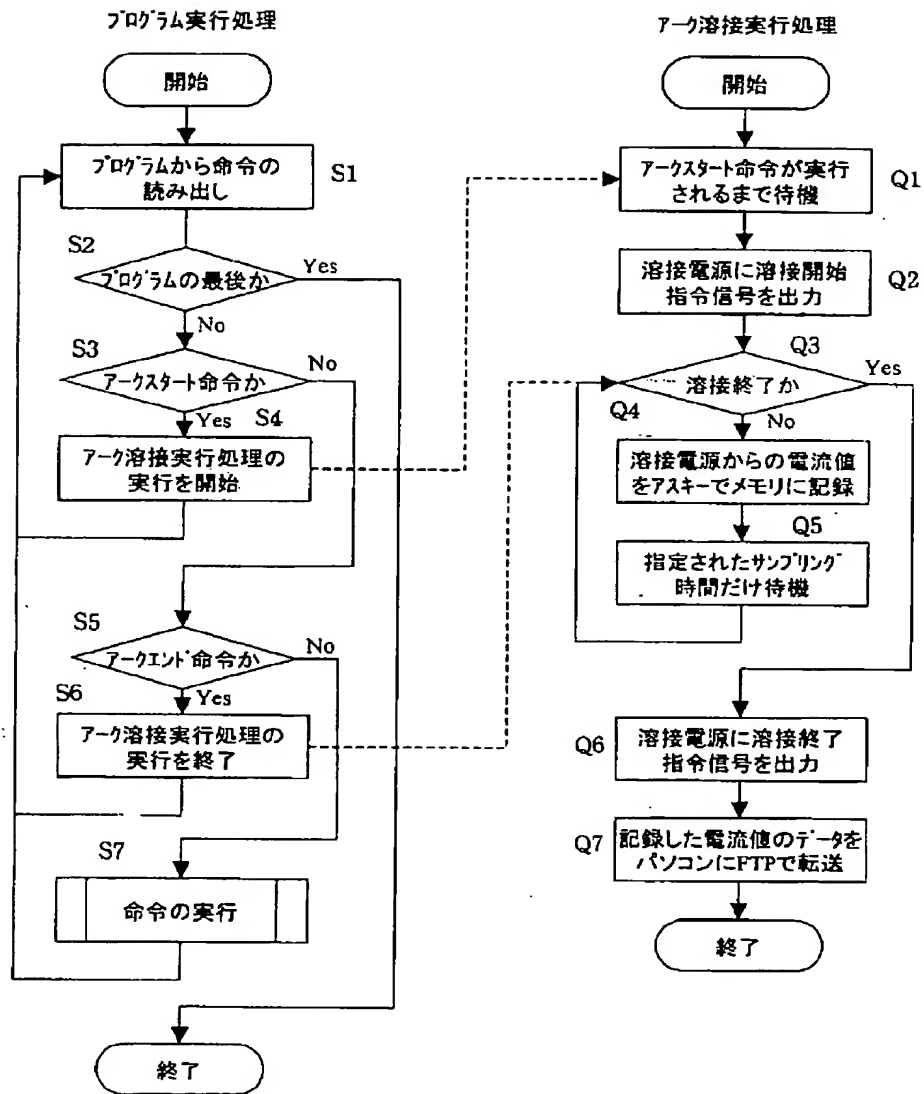 プログラム実行処理
開始
プログラムから命令の
読み出し
S1
S2
プログラムの最後か
Yes
No
S3
アークスタート命令か
No
Yes
S4
アーク溶接実行処理の
実行を開始
S5
アークエンド命令か
No
Yes
S6
アーク溶接実行処理の
実行を終了
S7
命令の実行
終了
アーク溶接実行処理
開始
アークスタート命令が実行
されるまで待機
Q1
溶接電源に溶接開始
指令信号を出力
Q2
Q3
溶接終了か
Yes
No
Q4
溶接電源からの電流値
をアスキーでメモリに記録
Q5
指定されたサンプリング
時間だけ待機
Q6
溶接電源に溶接終了
指令信号を出力
Q7
記録した電流値のデータを
パソコンにFTPで転送
終了